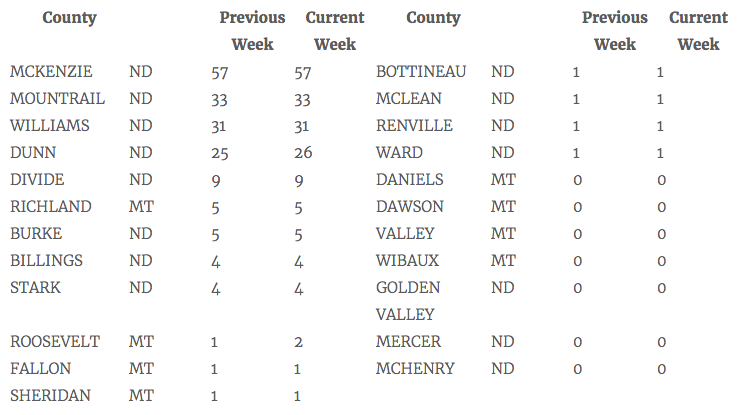 County Previous Current County Previous Current
Week Week Week Week
MCKENZIE ND 57 57 BOTTINEAU ND 1 1
MOUNTRAIL ND 33 33 MCLEAN ND 1 1
WILLIAMS ND 31 31 RENVILLE ND 1 1
DUNN ND 25 26 WARD ND 1 1
DIVIDE ND 9 9 DANIELS MT 0 0
RICHLAND MT 5 5 DAWSON MT 0 0
BURKE ND 5 5 VALLEY MT 0 0
BILLINGS ND 4 4 WIBAUX MT 0 0
STARK ND 4 4 GOLDEN ND 0 0
VALLEY
ROOSEVELT MT 1 2 MERCER ND 0 0
FALLON MT 1 1 MCHENRY ND 0 0
SHERIDAN MT 1 1